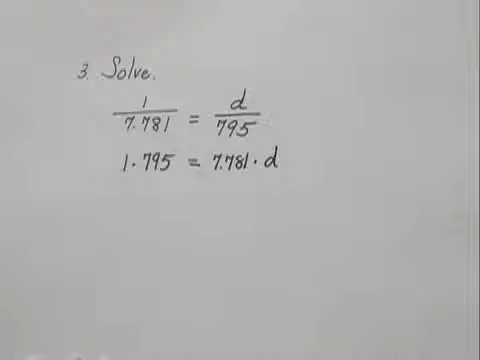 3. Solve.
1/7.781 = d/795
1 · 795 = 7.781 · d